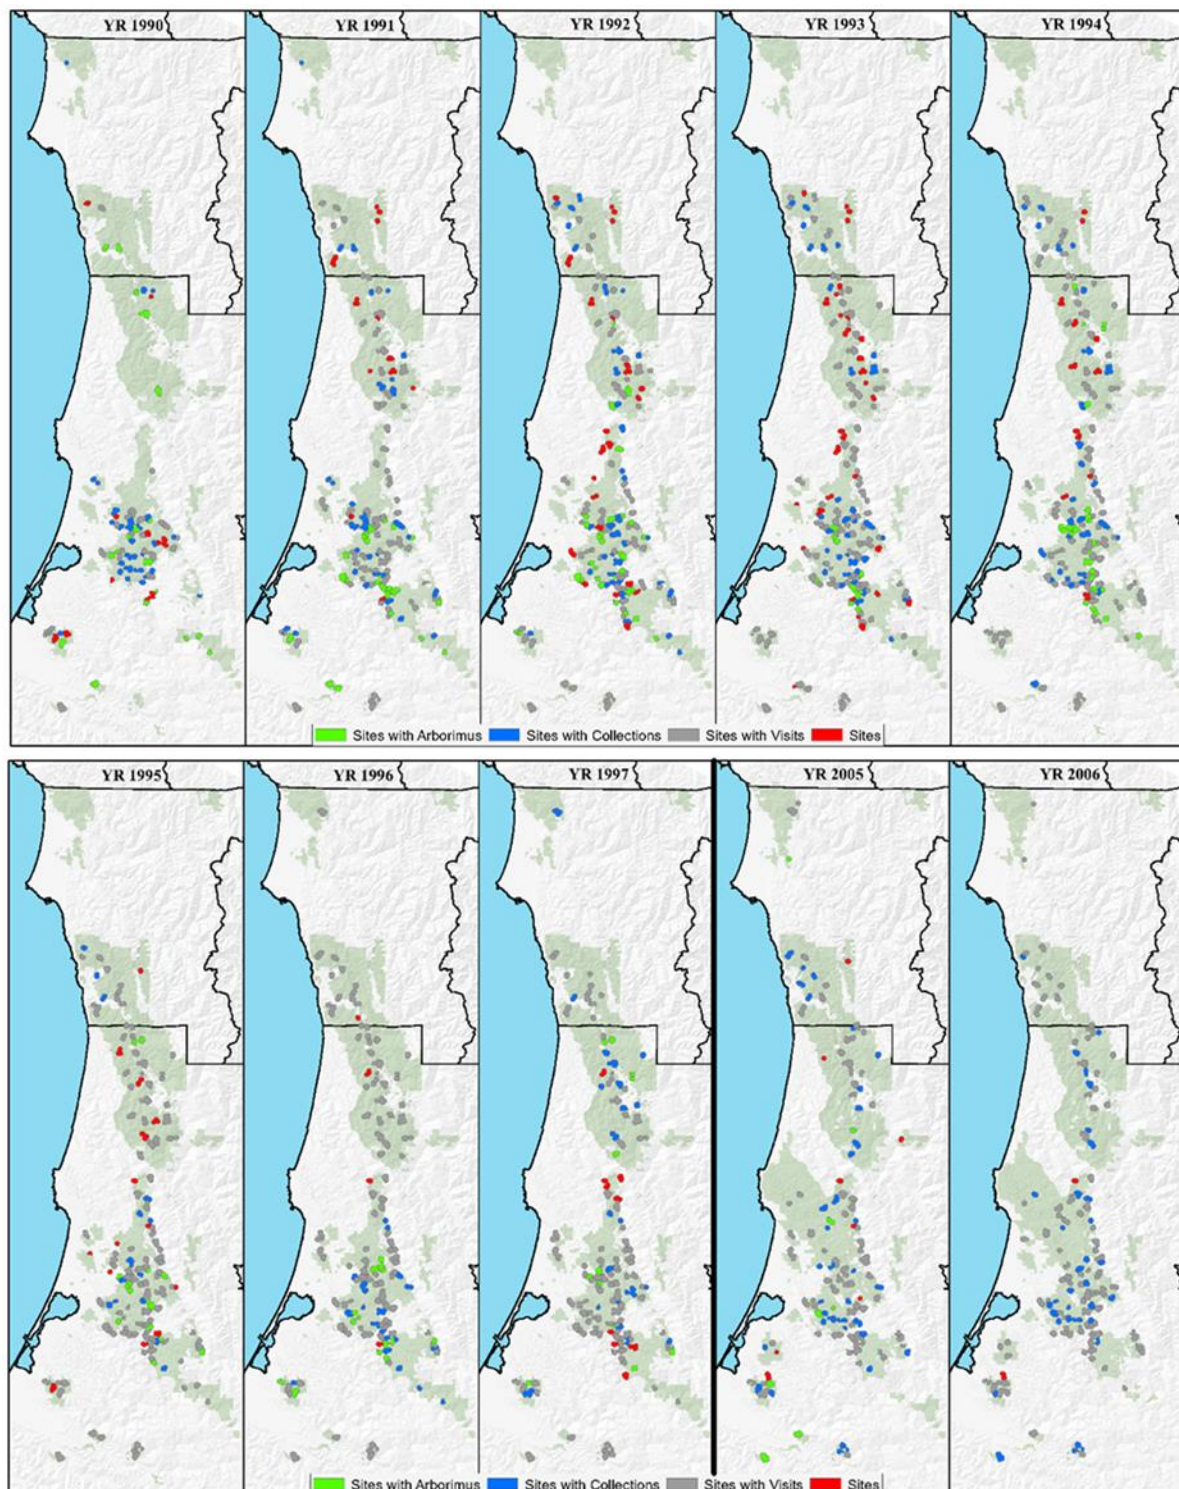 YR 1990 YR 1991 YR 1992 YR 1993 YR 1994
Sites with Arborimus Sites with Collections Sites with Visits Sites
YR 1995 YR 1996 YR 1997 YR 2005 YR 2006
Sites with Arborimus Sites with Collections Sites with Visits Sites